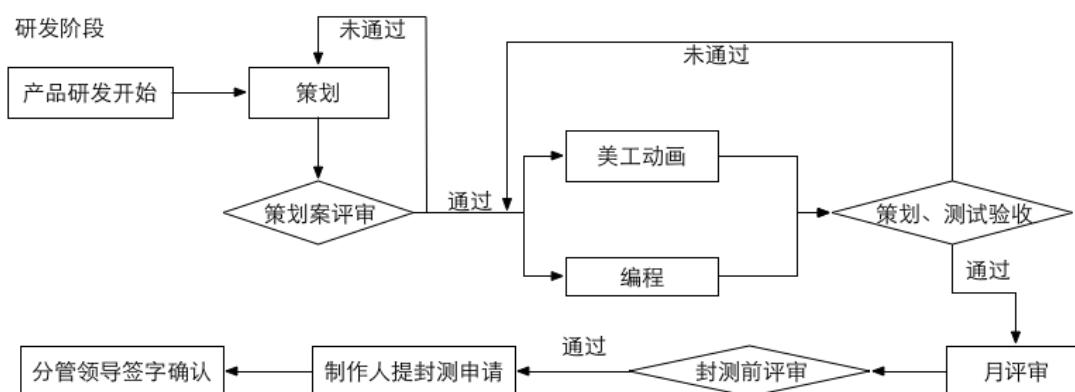 研发阶段
未通过
未通过
产品研发开始
策划
美工动画
策划案评审
通过
策划、测试验收
编程
通过
通过
分管领导签字确认
制作人提封测申请
封测前评审
月评审